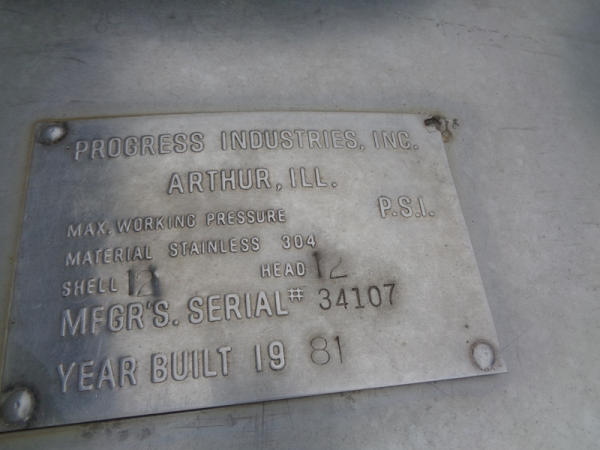 PROGRESS INDUSTRIES, INC.
ARTHUR, ILL.
MAX. WORKING PRESSURE P.S.I.
MATERIAL STAINLESS 304
SHELL 12 HEAD 12
MFGR'S. SERIAL# 34107
YEAR BUILT 19 81